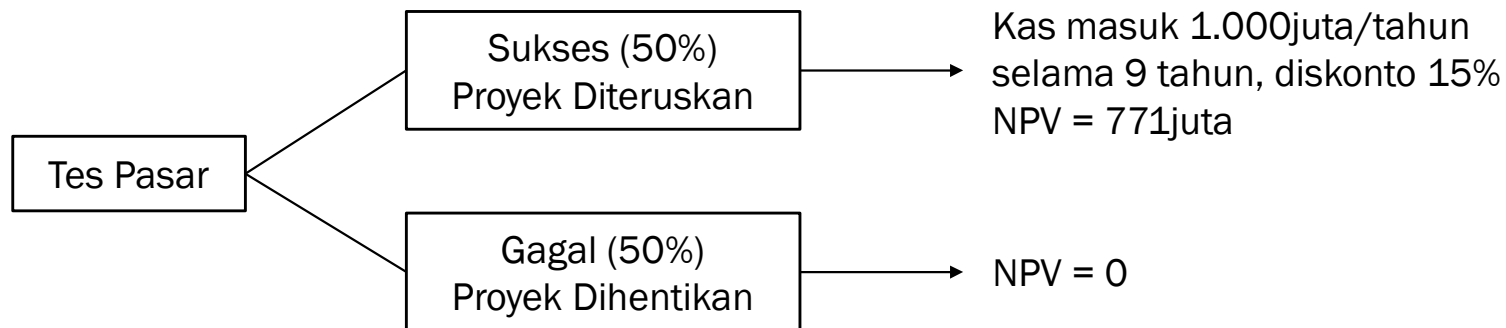 Tes Pasar
Sukses (50%)
Proyek Diteruskan
Kas masuk 1.000juta/tahun
selama 9 tahun, diskonto 15%
NPV = 771juta
Gagal (50%)
Proyek Dihentikan
NPV = 0